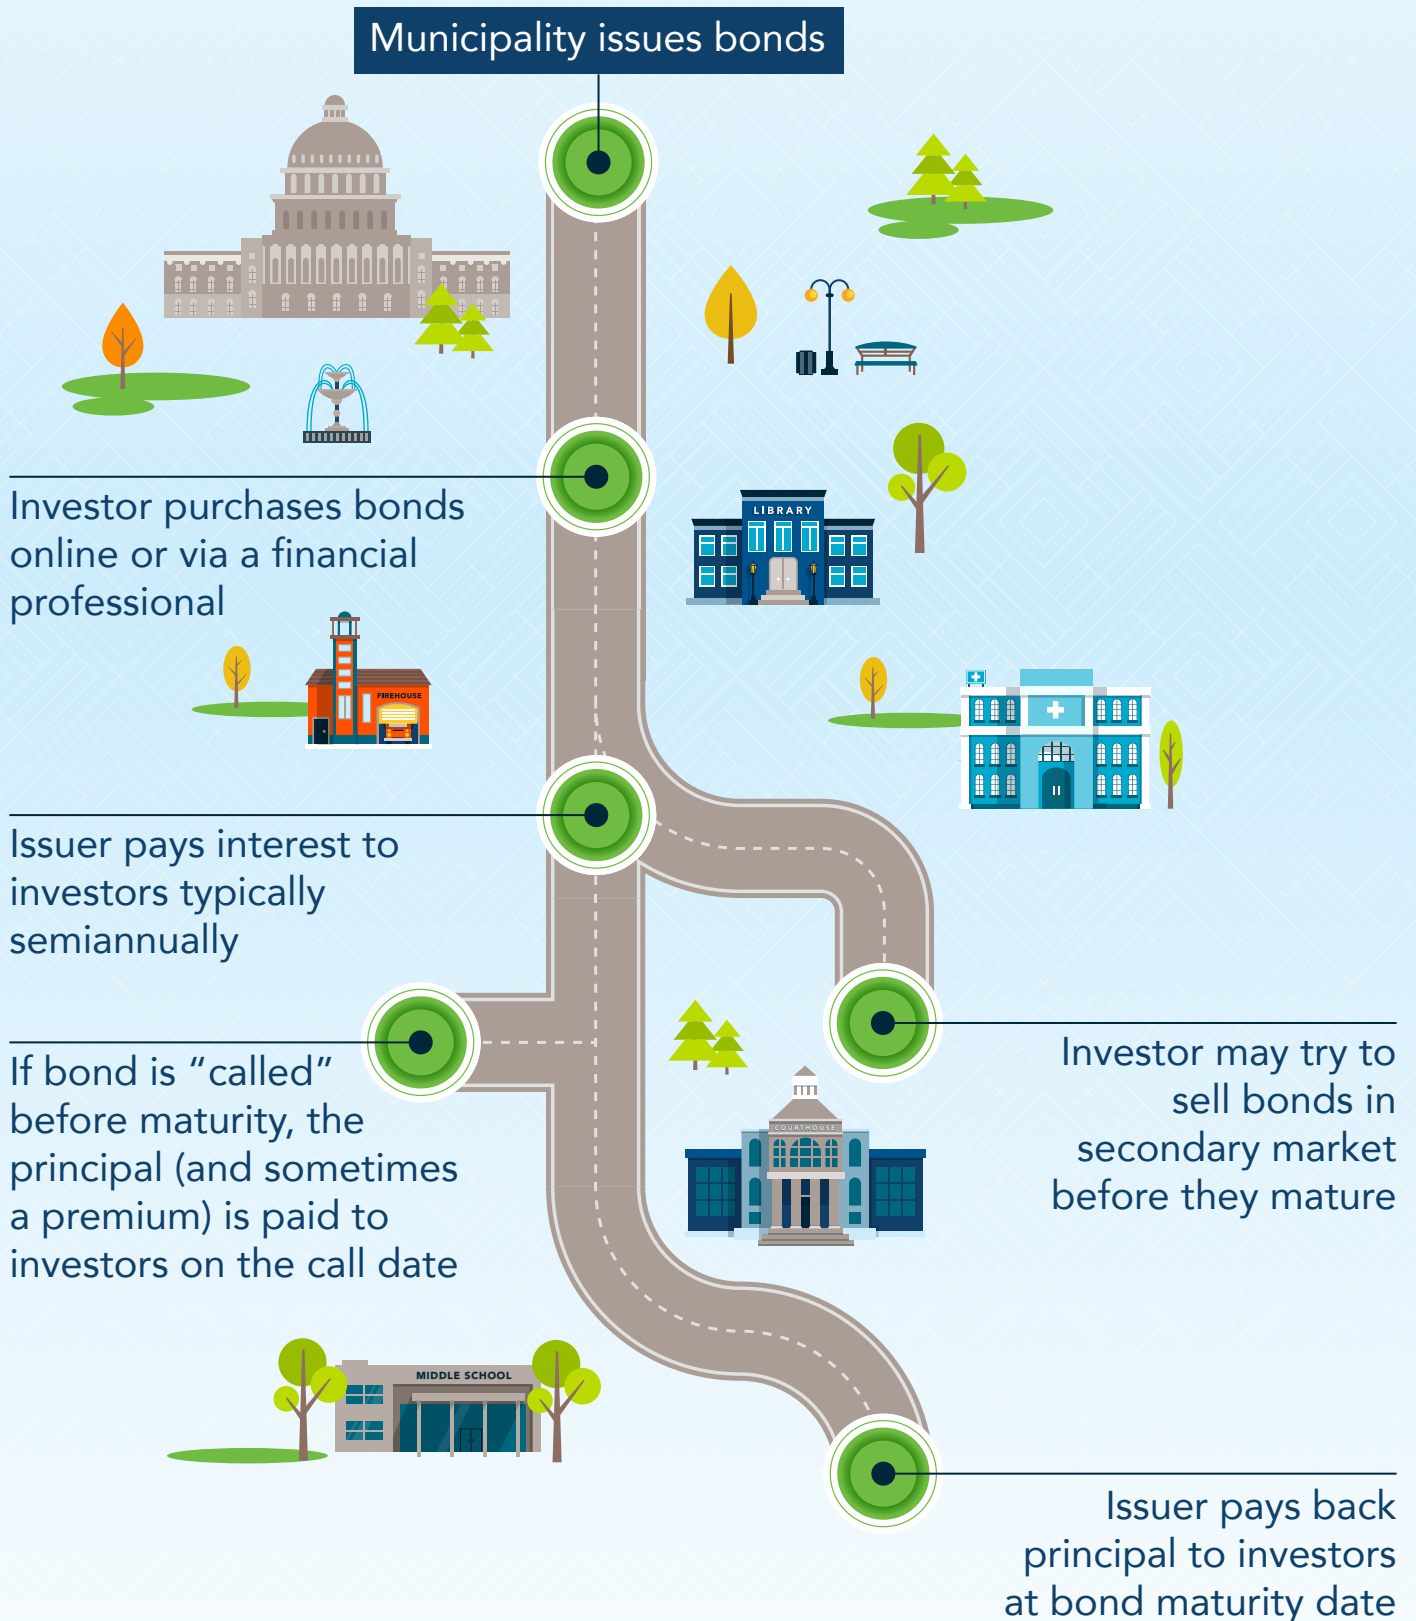 Municipality issues bonds
LIBRARY
Investor purchases bonds
online or via a financial
professional
FIREHOUSE
Issuer pays interest to
investors typically
semiannually
If bond is “called”
before maturity, the
principal (and sometimes
a premium) is paid to
investors on the call date
Investor may try to
sell bonds in
secondary market
before they mature
COURTHOUSE
MIDDLE SCHOOL
Issuer pays back
principal to investors
at bond maturity date